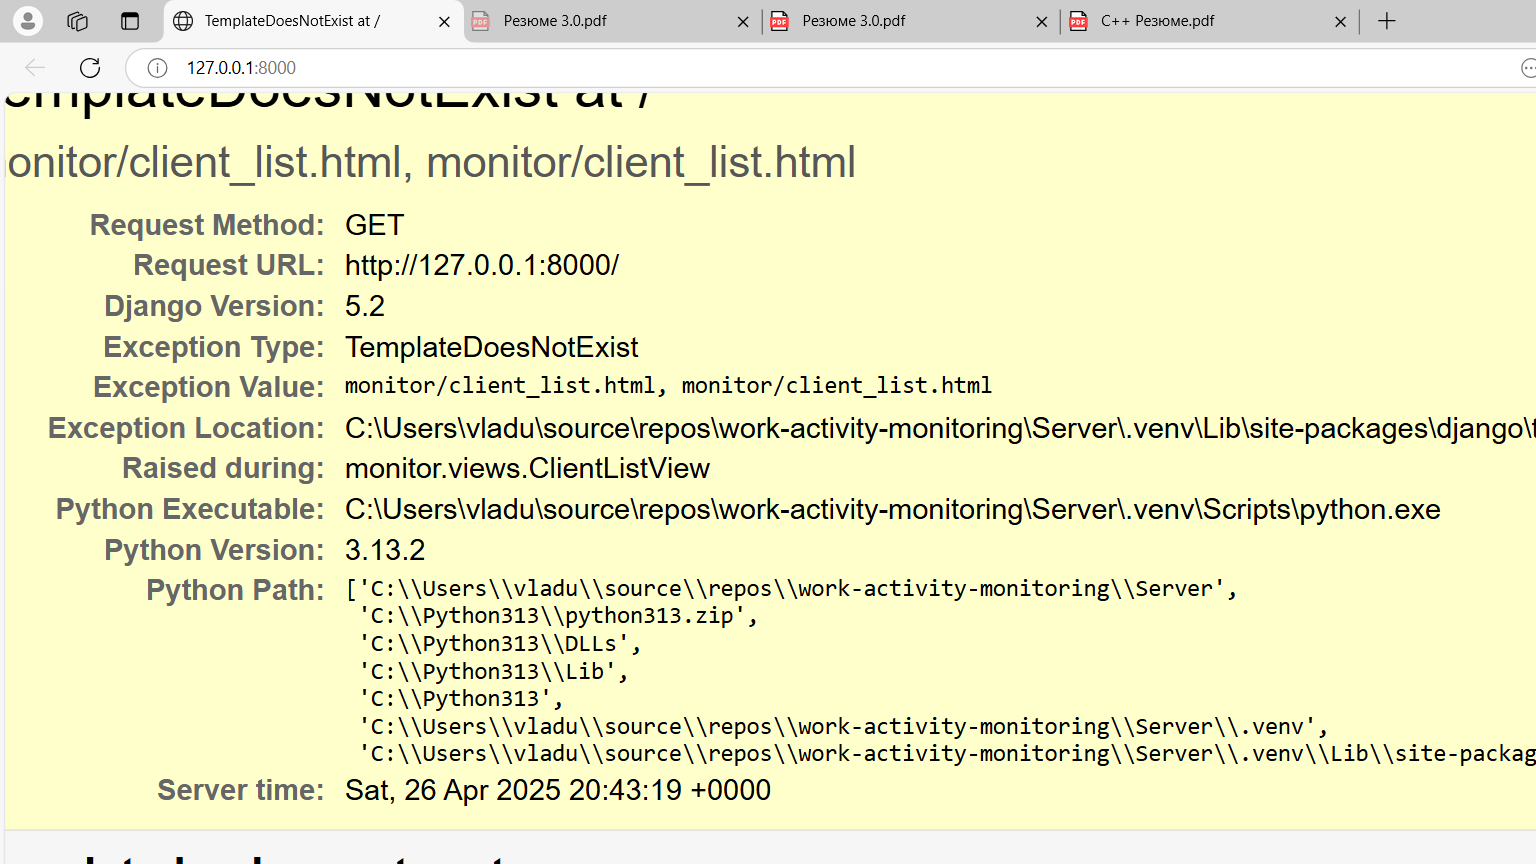 TemplateDoesNotExist at /
Резюме 3.0.pdf
Резюме 3.0.pdf
C++ Резюме.pdf
127.0.0.1:8000
emplateDoesNotExist at /
onitor/client_list.html, monitor/client_list.html
Request Method: GET
Request URL: http://127.0.0.1:8000/
Django Version: 5.2
Exception Type: TemplateDoesNotExist
Exception Value: monitor/client_list.html, monitor/client_list.html
Exception Location: C:\Users\vladu\source\repos\work-activity-monitoring\Server\.venv\Lib\site-packages\django\t
Raised during: monitor.views.ClientListView
Python Executable: C:\Users\vladu\source\repos\work-activity-monitoring\Server\.venv\Scripts\python.exe
Python Version: 3.13.2
Python Path: ['C:\\Users\\vladu\\source\\repos\\work-activity-monitoring\\Server',
'C:\\Python313\\python313.zip',
'C:\\Python313\\DLLs',
'C:\\Python313\\Lib',
'C:\\Python313',
'C:\\Users\\vladu\\source\\repos\\work-activity-monitoring\\Server\\.venv',
'C:\\Users\\vladu\\source\\repos\\work-activity-monitoring\\Server\\.venv\\Lib\\site-packag
Server time: Sat, 26 Apr 2025 20:43:19 +0000